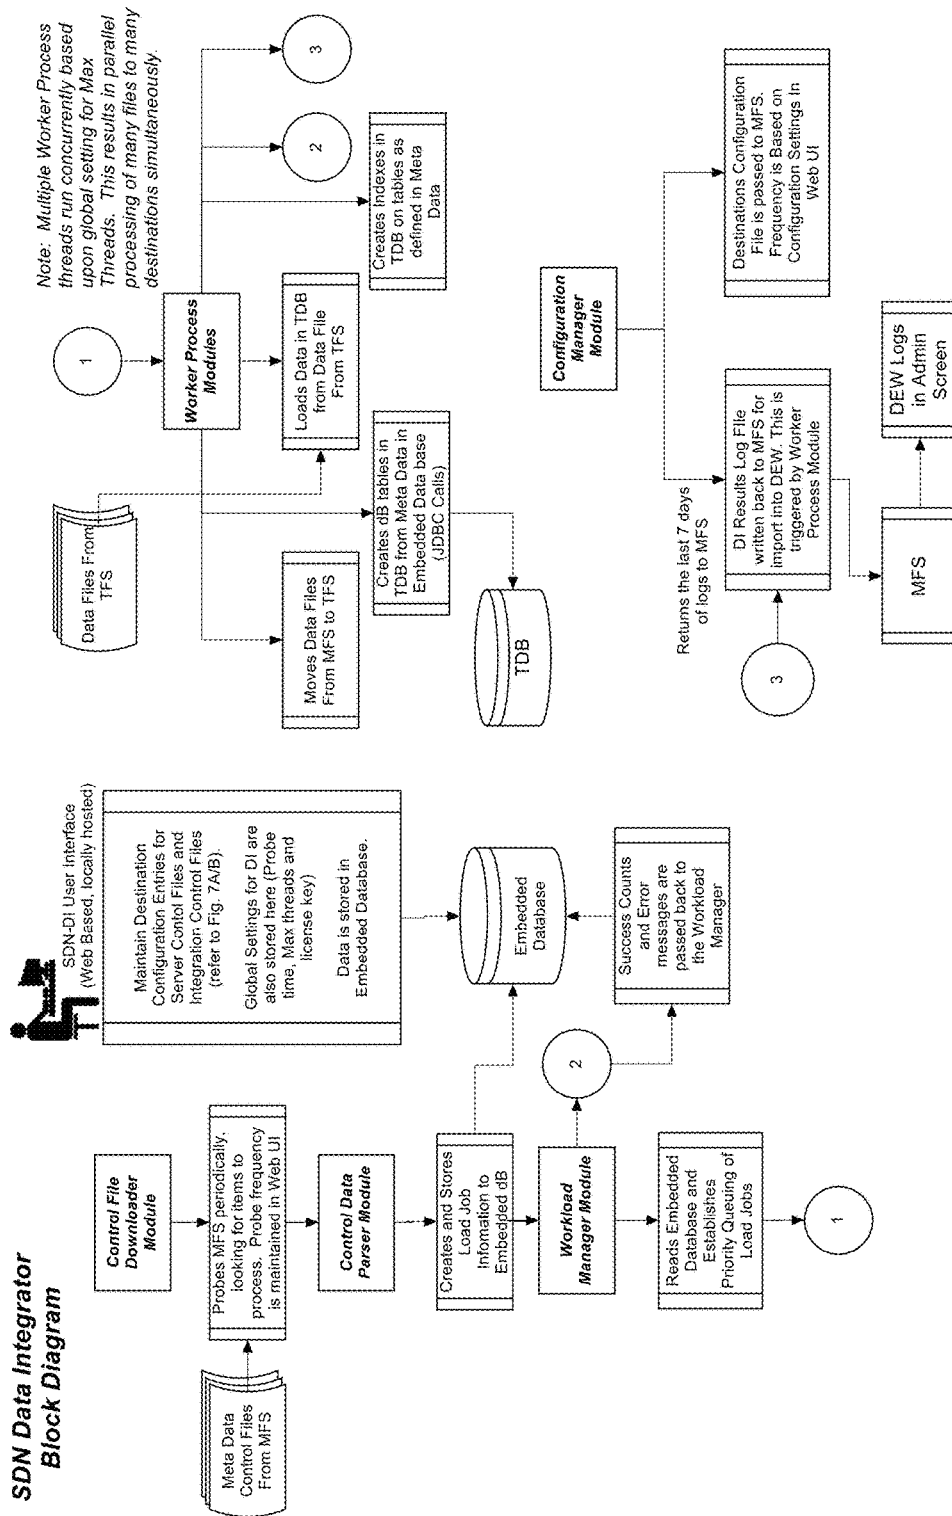 SDN Data Integrator
Block Diagram
SDN-DI User Interface
(Web Based, locally hosted)
Control File
Downloader
Module
Meta Data
Control Files
From MFS
Probes MFS periodically,
looking for items to
process. Probe frequency
is maintained in Web UI
Control Data
Parser Module
Creates and Stores
Load Job
Infomation to
Embedded dB
Workload
Manager Module
Reads Embedded
Database and
Establishes
Priority Queuing of
Load Jobs
1
2
Maintain Destination
Configuration Entries for
Server Contol Files and
Integration Control Files
(refer to Fig. 7A/B).
Global Settings for DI are
also stored here (Probe
time, Max threads and
license key)
Data is stored in
Embedded Database.
Embedded
Database
Success Counts
and Error
messages are
passed back to
the Workload
Manager
Note: Multiple Worker Process
threads run concurrently based
upon global setting for Max
Threads. This results in parallel
processing of many files to many
destinations simultaneously.
1
Data Files From
TFS
Worker Process
Modules
Moves Data Files
From MFS to TFS
Creates dB tables in
TDB from Meta Data in
Embedded Data base
(JDBC Calls)
Loads Data in TDB
from Data File
From TFS
Creates Indexes in
TDB on tables as
defined in Meta
Data
2
3
TDB
Configuration
Manager
Module
Returns the last 7 days
of logs to MFS
3
DI Results Log File
written back to MFS for
import into DEW. This is
triggered by Worker
Process Module
Destinations Configuration
File is passed to MFS.
Frequency is Based on
Configuration Settings In
Web UI
MFS
DEW Logs
in Admin
Screen